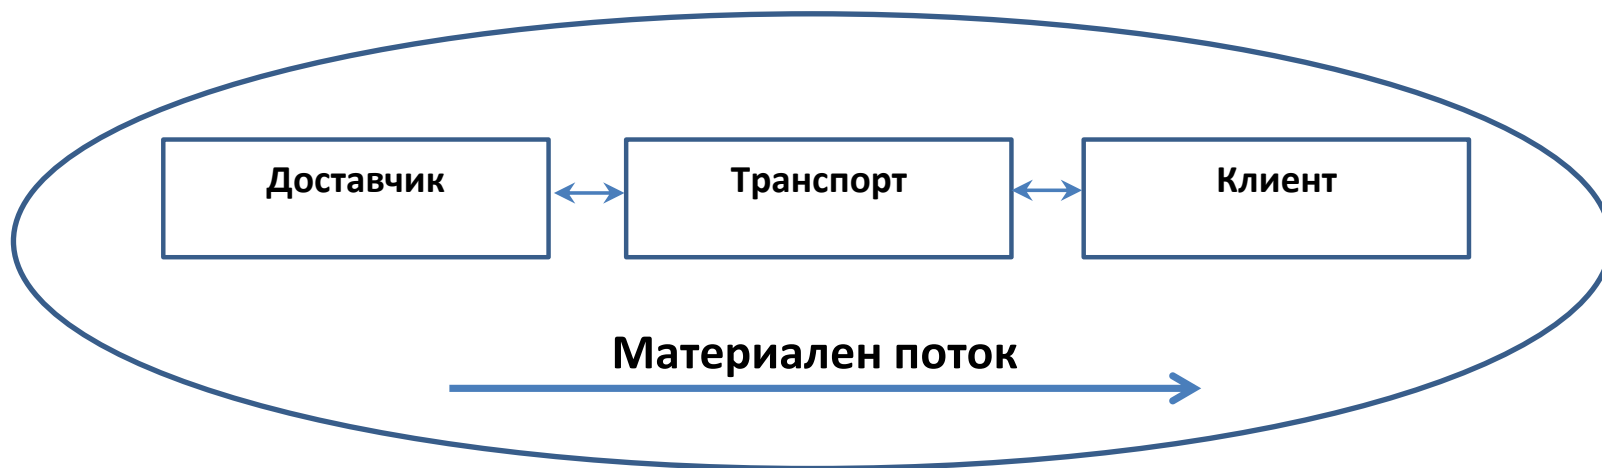 Доставчик
Транспорт
Клиент
Материален поток